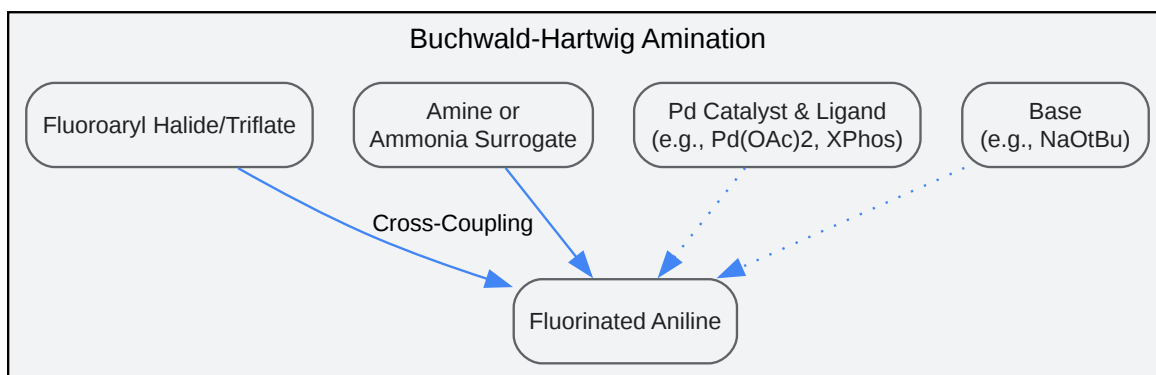 Buchwald-Hartwig Amination
Fluoroaryl Halide/Triflate
Amine or
Ammonia Surrogate
Pd Catalyst & Ligand
(e.g., Pd(OAc)2, XPhos)
Base
(e.g., NaOtBu)
Cross-Coupling
Fluorinated Aniline